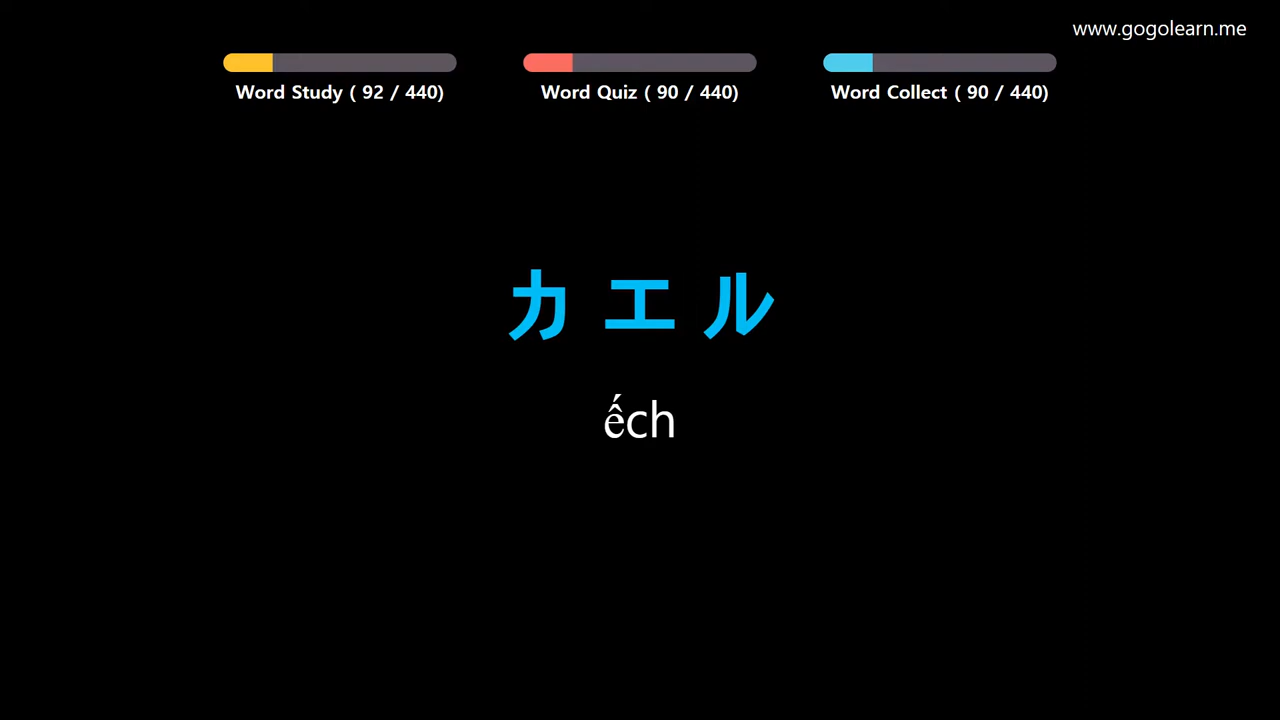 www.gogolearn.me
Word Study ( 92 / 440)
Word Quiz ( 90 / 440)
Word Collect ( 90 / 440)
カエル
ếch